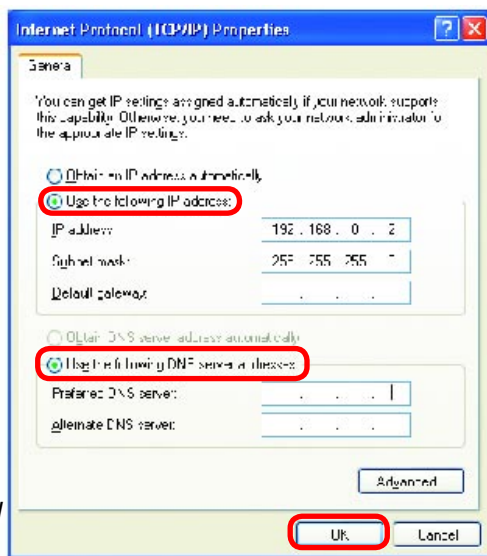 Internet Protocol (TCP/IP) Properties
General
You can get IP settings assigned automatically if your network supports
this capability. Otherwise, you need to ask your network administrator for
the appropriate IP settings.
Obtain an IP address automatically
Use the following IP address:
IP address:
192 . 168 . 0 . 2
Subnet mask:
255 . 255 . 255 .
Default gateway:
. . .
Obtain DNS server address automatically
Use the following DNS server addresses:
Preferred DNS server:
. . .
Alternate DNS server:
. . .
Advanced
OK
Cancel